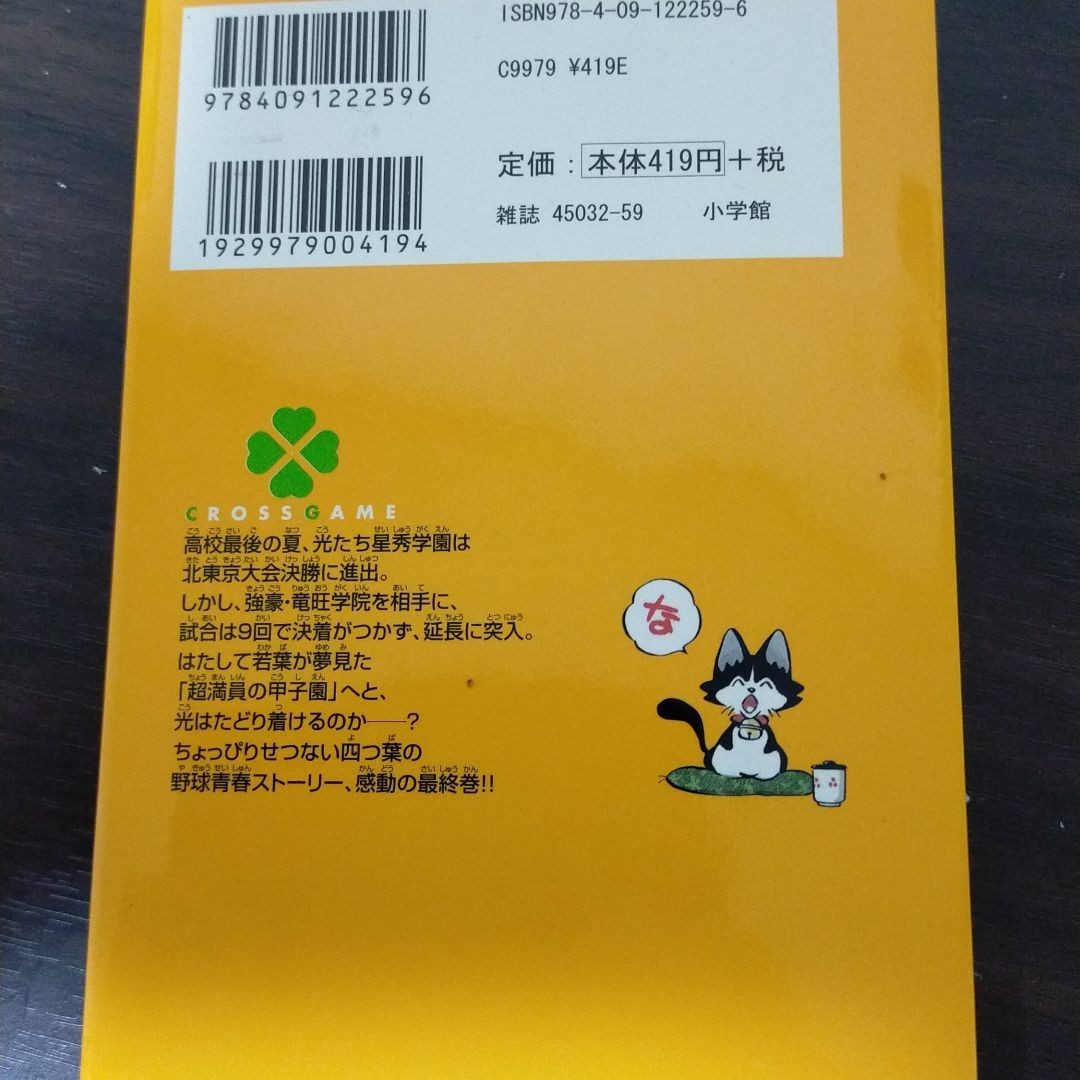 ISBN978-4-09-122259-6
C9979 ¥419E
9784091222596
定価:本体419円+税
雑誌 45032-59 小学館
1929979004194
CROSS GAME
高校最後の夏、光たち星秀学園は
北東京大会決勝に進出。
しかし、強豪・竜旺学院を相手に、
試合は9回で決着がつかず、延長に突入。
はたして若葉が夢見た
「超満員の甲子園」へと、
光はたどり着けるのか——?
ちょっぴりせつない四つ葉の
野球青春ストーリー、感動の最終巻!!
な